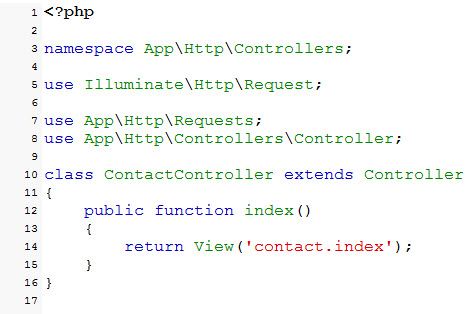 1 <?php
2
3 namespace App\Http\Controllers;
4
5 use Illuminate\Http\Request;
6
7 use App\Http\Requests;
8 use App\Http\Controllers\Controller;
9
10 class ContactController extends Controller
11 {
12     public function index()
13     {
14         return View('contact.index');
15     }
16 }
17